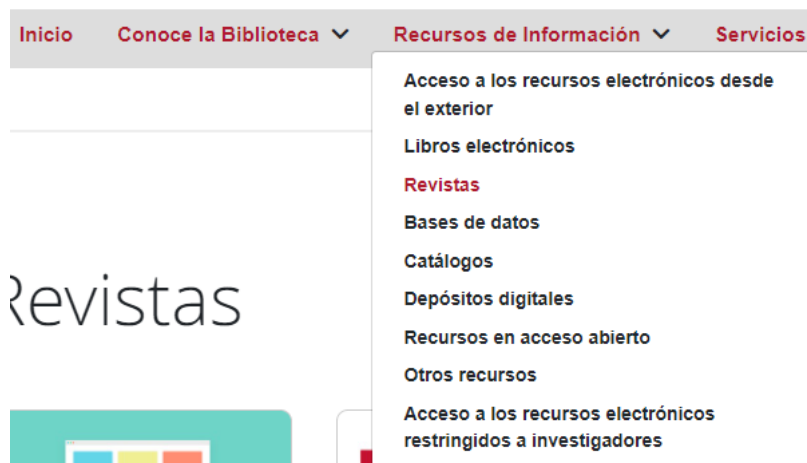 Inicio Conoce la Biblioteca Recursos de Información Servicios
Acceso a los recursos electrónicos desde
el exterior
Libros electrónicos
Revistas
Bases de datos
Catálogos
Depósitos digitales
Recursos en acceso abierto
Otros recursos
Acceso a los recursos electrónicos
restringidos a investigadores
Revistas